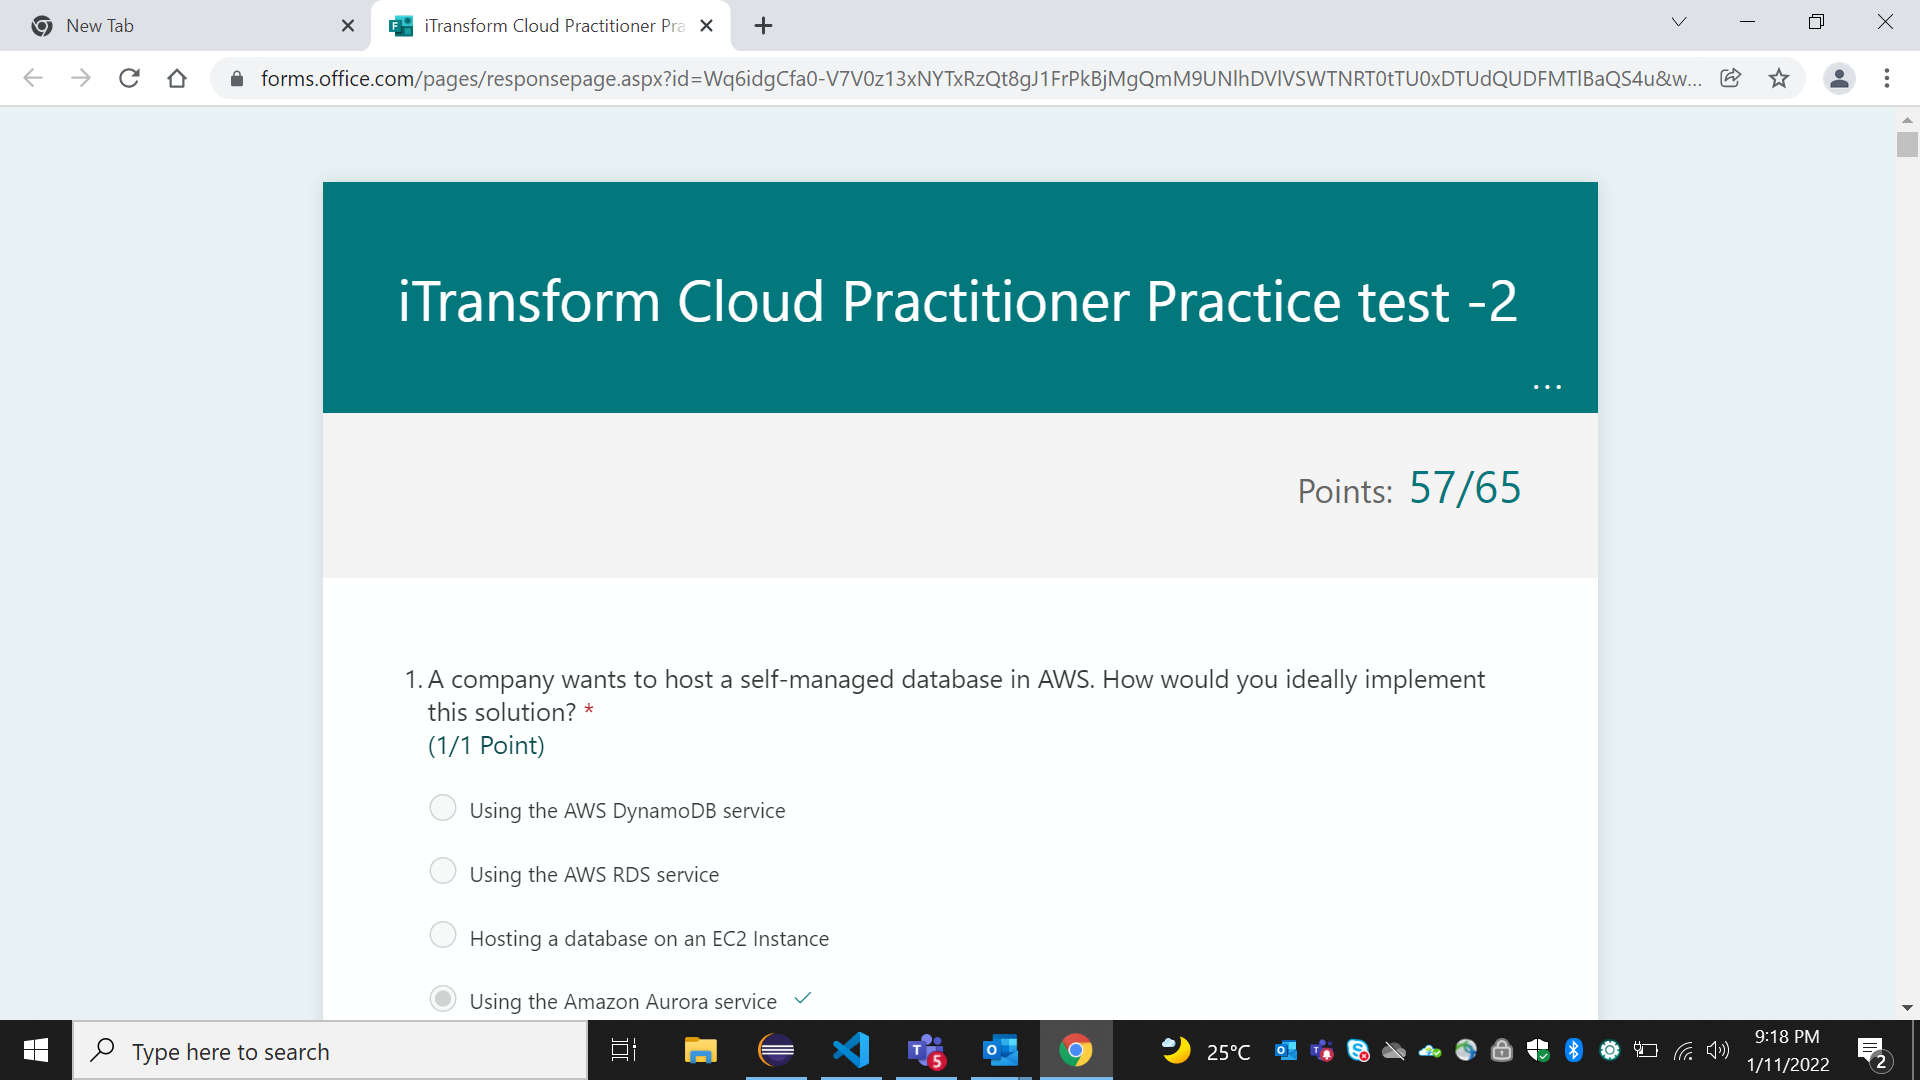 New Tab
iTransform Cloud Practitioner Pra
forms.office.com/pages/responsepage.aspx?id=Wq6idgCfa0-V7V0z13xNYTxRzQt8gJ1FrPkBjMgQmM9UNlhDVlVSWTNRT0tTU0xDTUdQUDFMTlBaQS4u&w...
iTransform Cloud Practitioner Practice test -2
...
Points: 57/65
1. A company wants to host a self-managed database in AWS. How would you ideally implement
this solution? *
(1/1 Point)
Using the AWS DynamoDB service
Using the AWS RDS service
Hosting a database on an EC2 Instance
Using the Amazon Aurora service
Type here to search
5
25°C
9:18 PM
1/11/2022
2